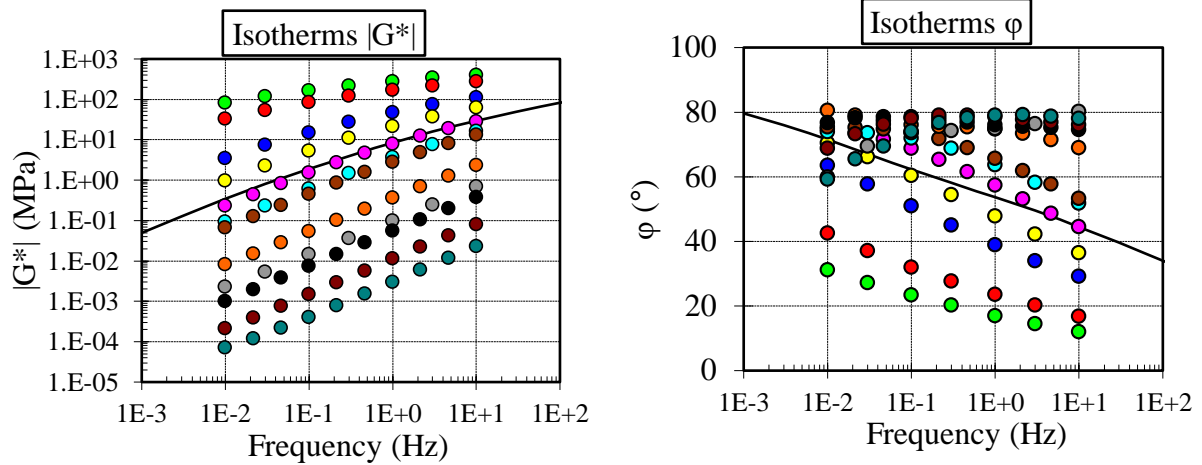 Isotherms |G*|
1.E+03
1.E+02
1.E+01
1.E+00
1.E-01
1.E-02
1.E-03
1.E-04
1.E-05
|G*| (MPa)
1E-3 1E-2 1E-1 1E+0 1E+1 1E+2
Frequency (Hz)
Isotherms φ
100
80
60
40
20
0
φ (°)
1E-3 1E-2 1E-1 1E+0 1E+1 1E+2
Frequency (Hz)